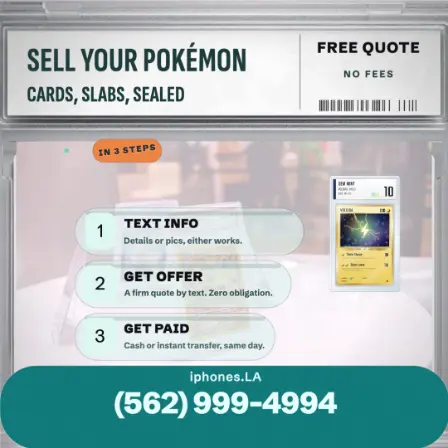 SELL YOUR POKÉMON
CARDS, SLABS, SEALED
FREE QUOTE
NO FEES
IN 3 STEPS
1
TEXT INFO
Details or pics, either works.
2
GET OFFER
A firm quote by text. Zero obligation.
3
GET PAID
Cash or instant transfer, same day.
GEM MINT
10
iphones.LA
(562) 999-4994